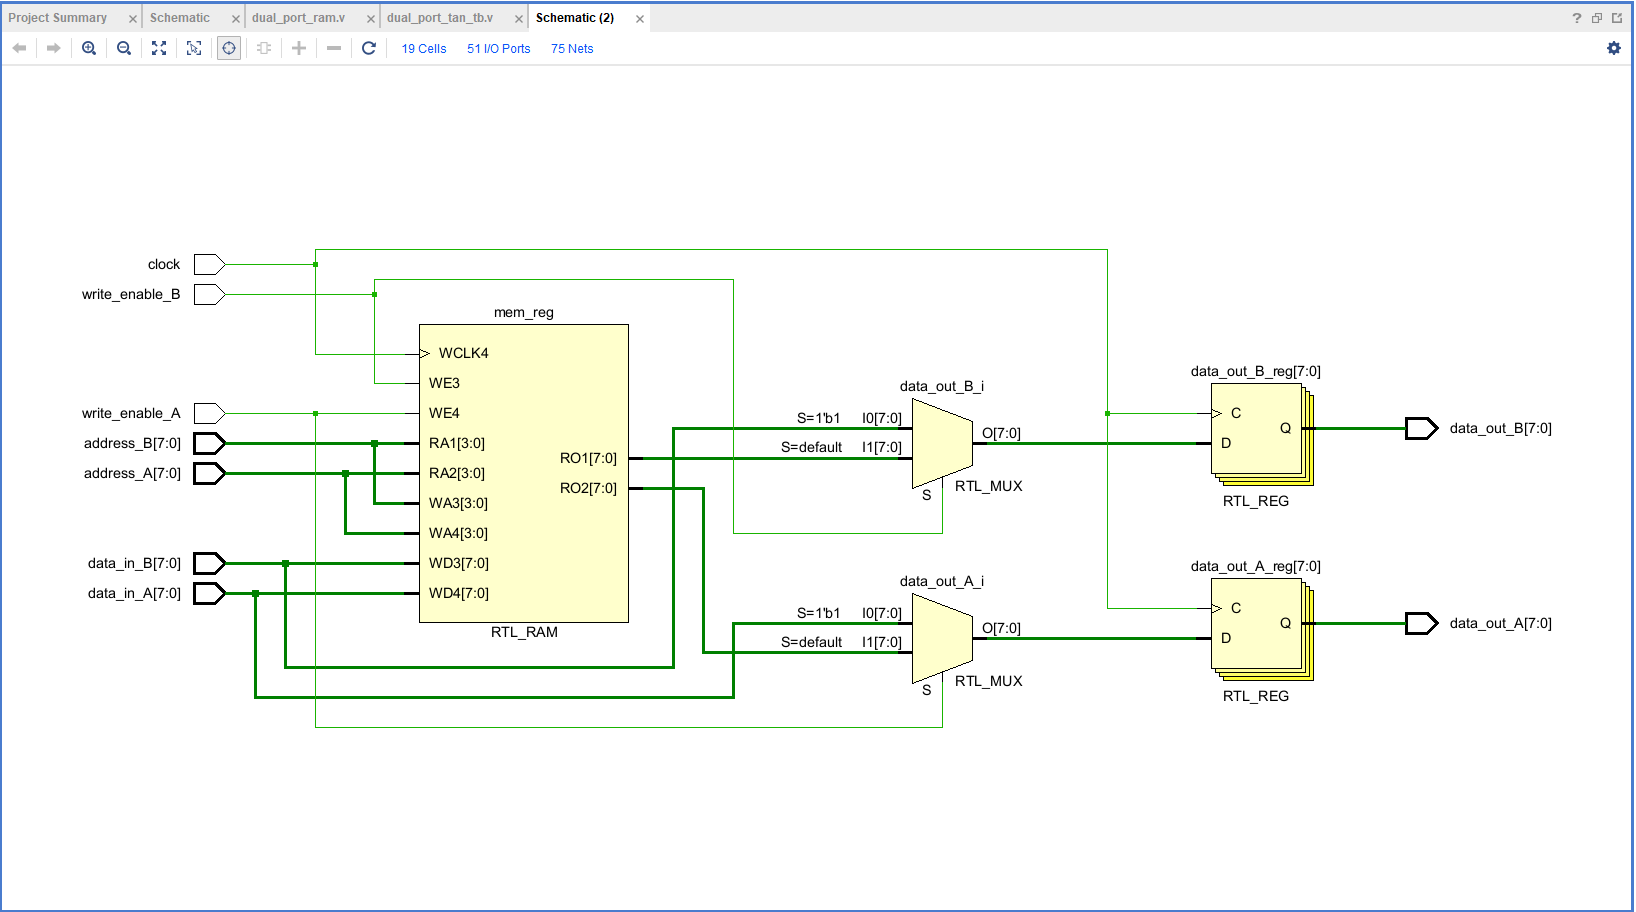 Project Summary
Schematic
dual_port_ram.v
dual_port_tan_tb.v
Schematic (2)
?
19 Cells
51 I/O Ports
75 Nets
clock
write_enable_B
write_enable_A
address_B[7:0]
address_A[7:0]
data_in_B[7:0]
data_in_A[7:0]
mem_reg
WCLK4
WE3
WE4
RA1[3:0]
RA2[3:0]
WA3[3:0]
WA4[3:0]
WD3[7:0]
WD4[7:0]
RO1[7:0]
RO2[7:0]
RTL_RAM
data_out_B_i
S=1'b1 I0[7:0]
S=default I1[7:0]
O[7:0]
S
RTL_MUX
data_out_A_i
S=1'b1 I0[7:0]
S=default I1[7:0]
O[7:0]
S
RTL_MUX
data_out_B_reg[7:0]
C
D
Q
RTL_REG
data_out_B[7:0]
data_out_A_reg[7:0]
C
D
Q
RTL_REG
data_out_A[7:0]